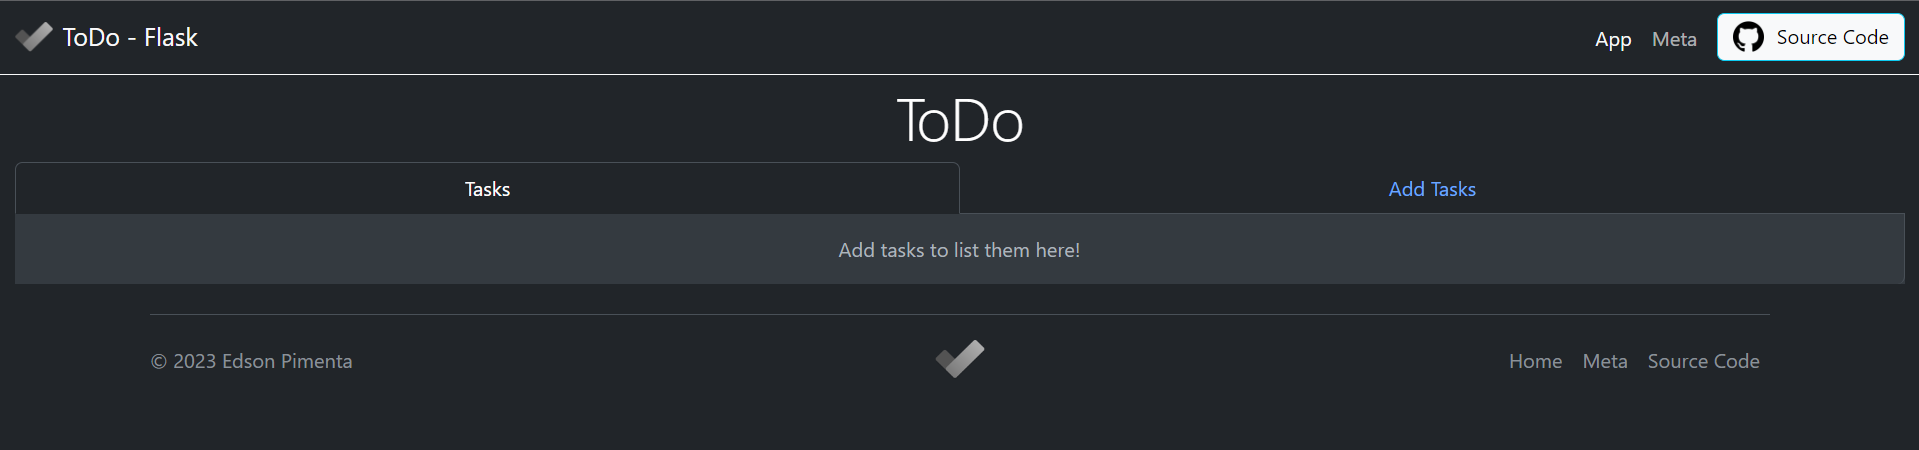 ToDo - Flask
App Meta Source Code
ToDo
Tasks Add Tasks
Add tasks to list them here!
© 2023 Edson Pimenta Home Meta Source Code